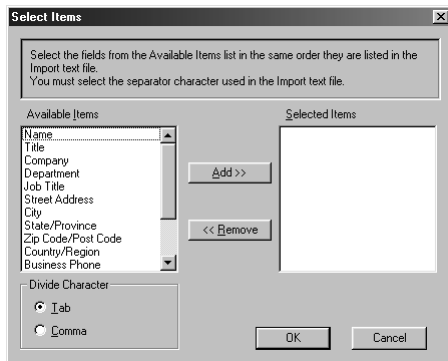 Select Items
Select the fields from the Available Items list in the same order they are listed in the
Import text file.
You must select the separator character used in the Import text file.
Available Items
Selected Items
Name
Title
Company
Department
Job Title
Street Address
City
State/Province
Zip Code/Post Code
Country/Region
Business Phone
Add >>
<< Remove
Divide Character
Tab
Comma
OK
Cancel